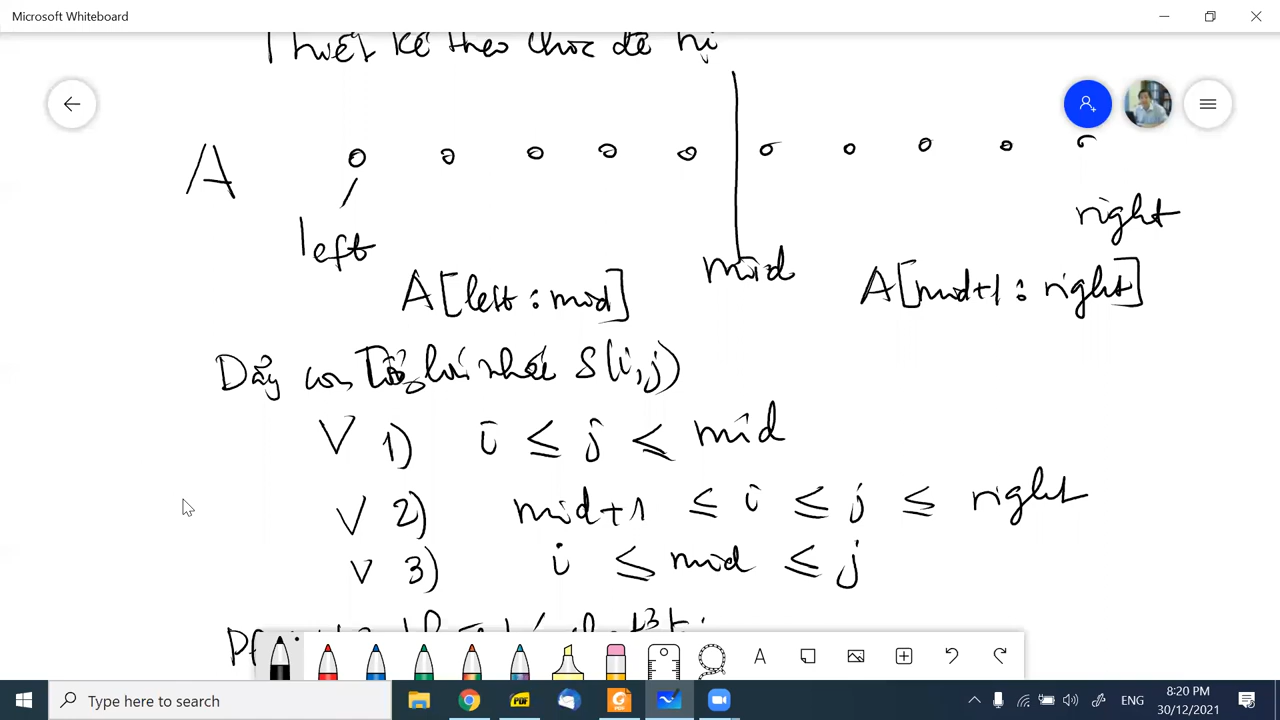 Microsoft Whiteboard
Thiết kế theo chia để trị
A
left
mid
right
A[left : mid]
A[mid+1 : right]
Dãy con lớn nhất S(i,j)
V 1) i ≤ j ≤ mid
V 2) mid+1 ≤ i ≤ j ≤ right
V 3) i ≤ mid ≤ j
A
Type here to search
PDF
ENG
8:20 PM
30/12/2021